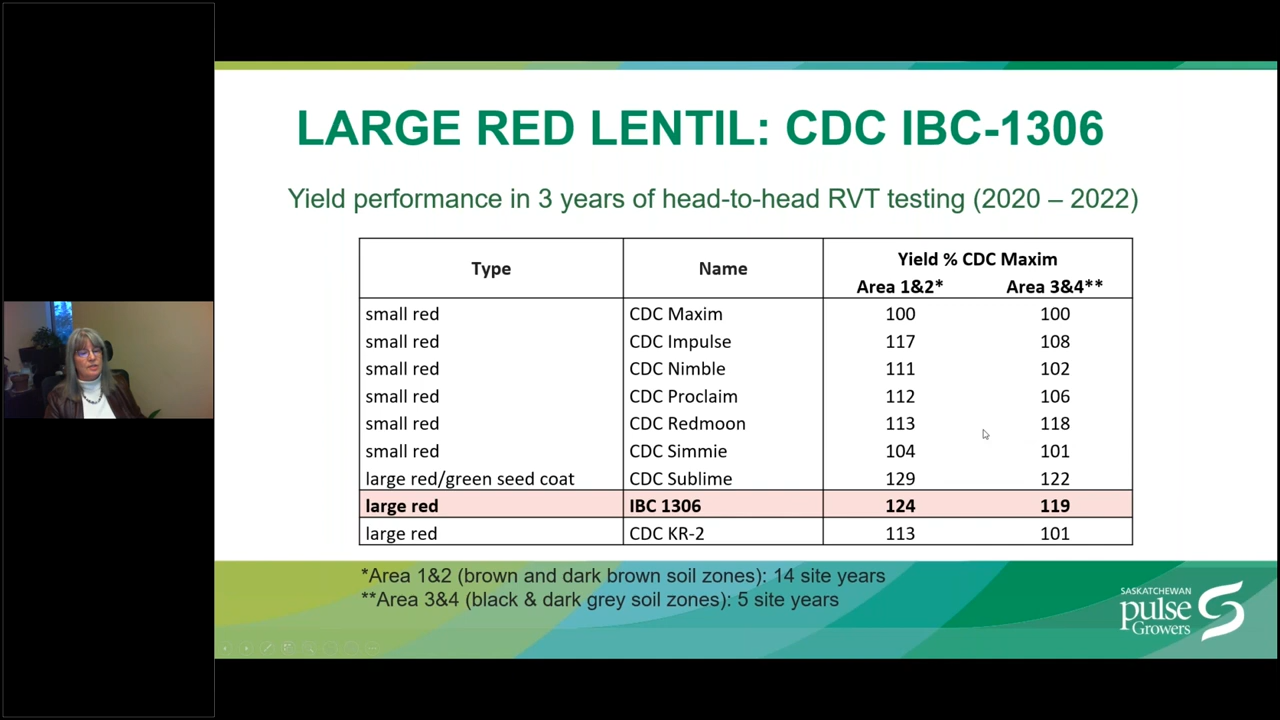 LARGE RED LENTIL: CDC IBC-1306
Yield performance in 3 years of head-to-head RVT testing (2020 – 2022)
Type Name Yield % CDC Maxim
Area 1&2* Area 3&4**
small red CDC Maxim 100 100
small red CDC Impulse 117 108
small red CDC Nimble 111 102
small red CDC Proclaim 112 106
small red CDC Redmoon 113 118
small red CDC Simmie 104 101
large red/green seed coat CDC Sublime 129 122
large red IBC 1306 124 119
large red CDC KR-2 113 101
*Area 1&2 (brown and dark brown soil zones): 14 site years
**Area 3&4 (black & dark grey soil zones): 5 site years
SASKATCHEWAN
pulse
Growers